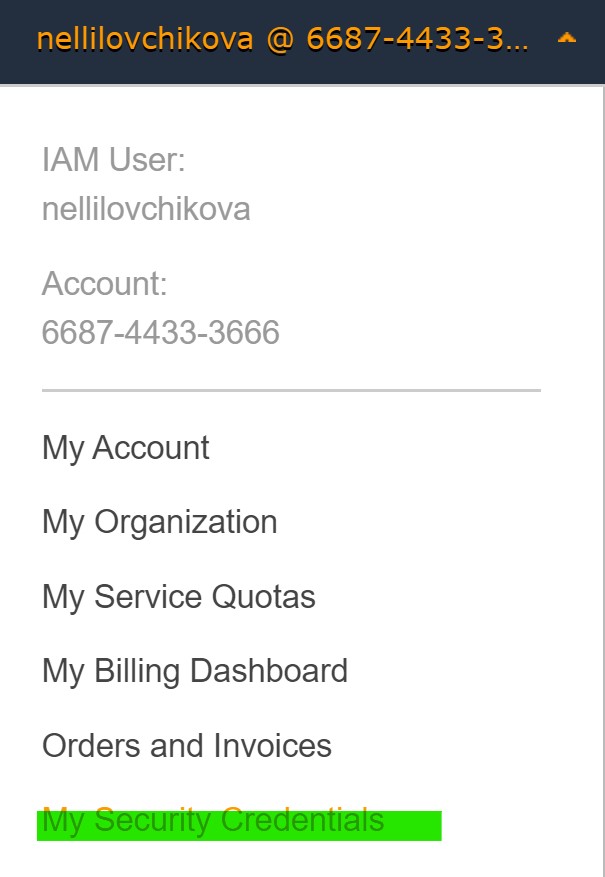 nellilovchikova @ 6687-4433-3...
IAM User:
nellilovchikova
Account:
6687-4433-3666
My Account
My Organization
My Service Quotas
My Billing Dashboard
Orders and Invoices
My Security Credentials